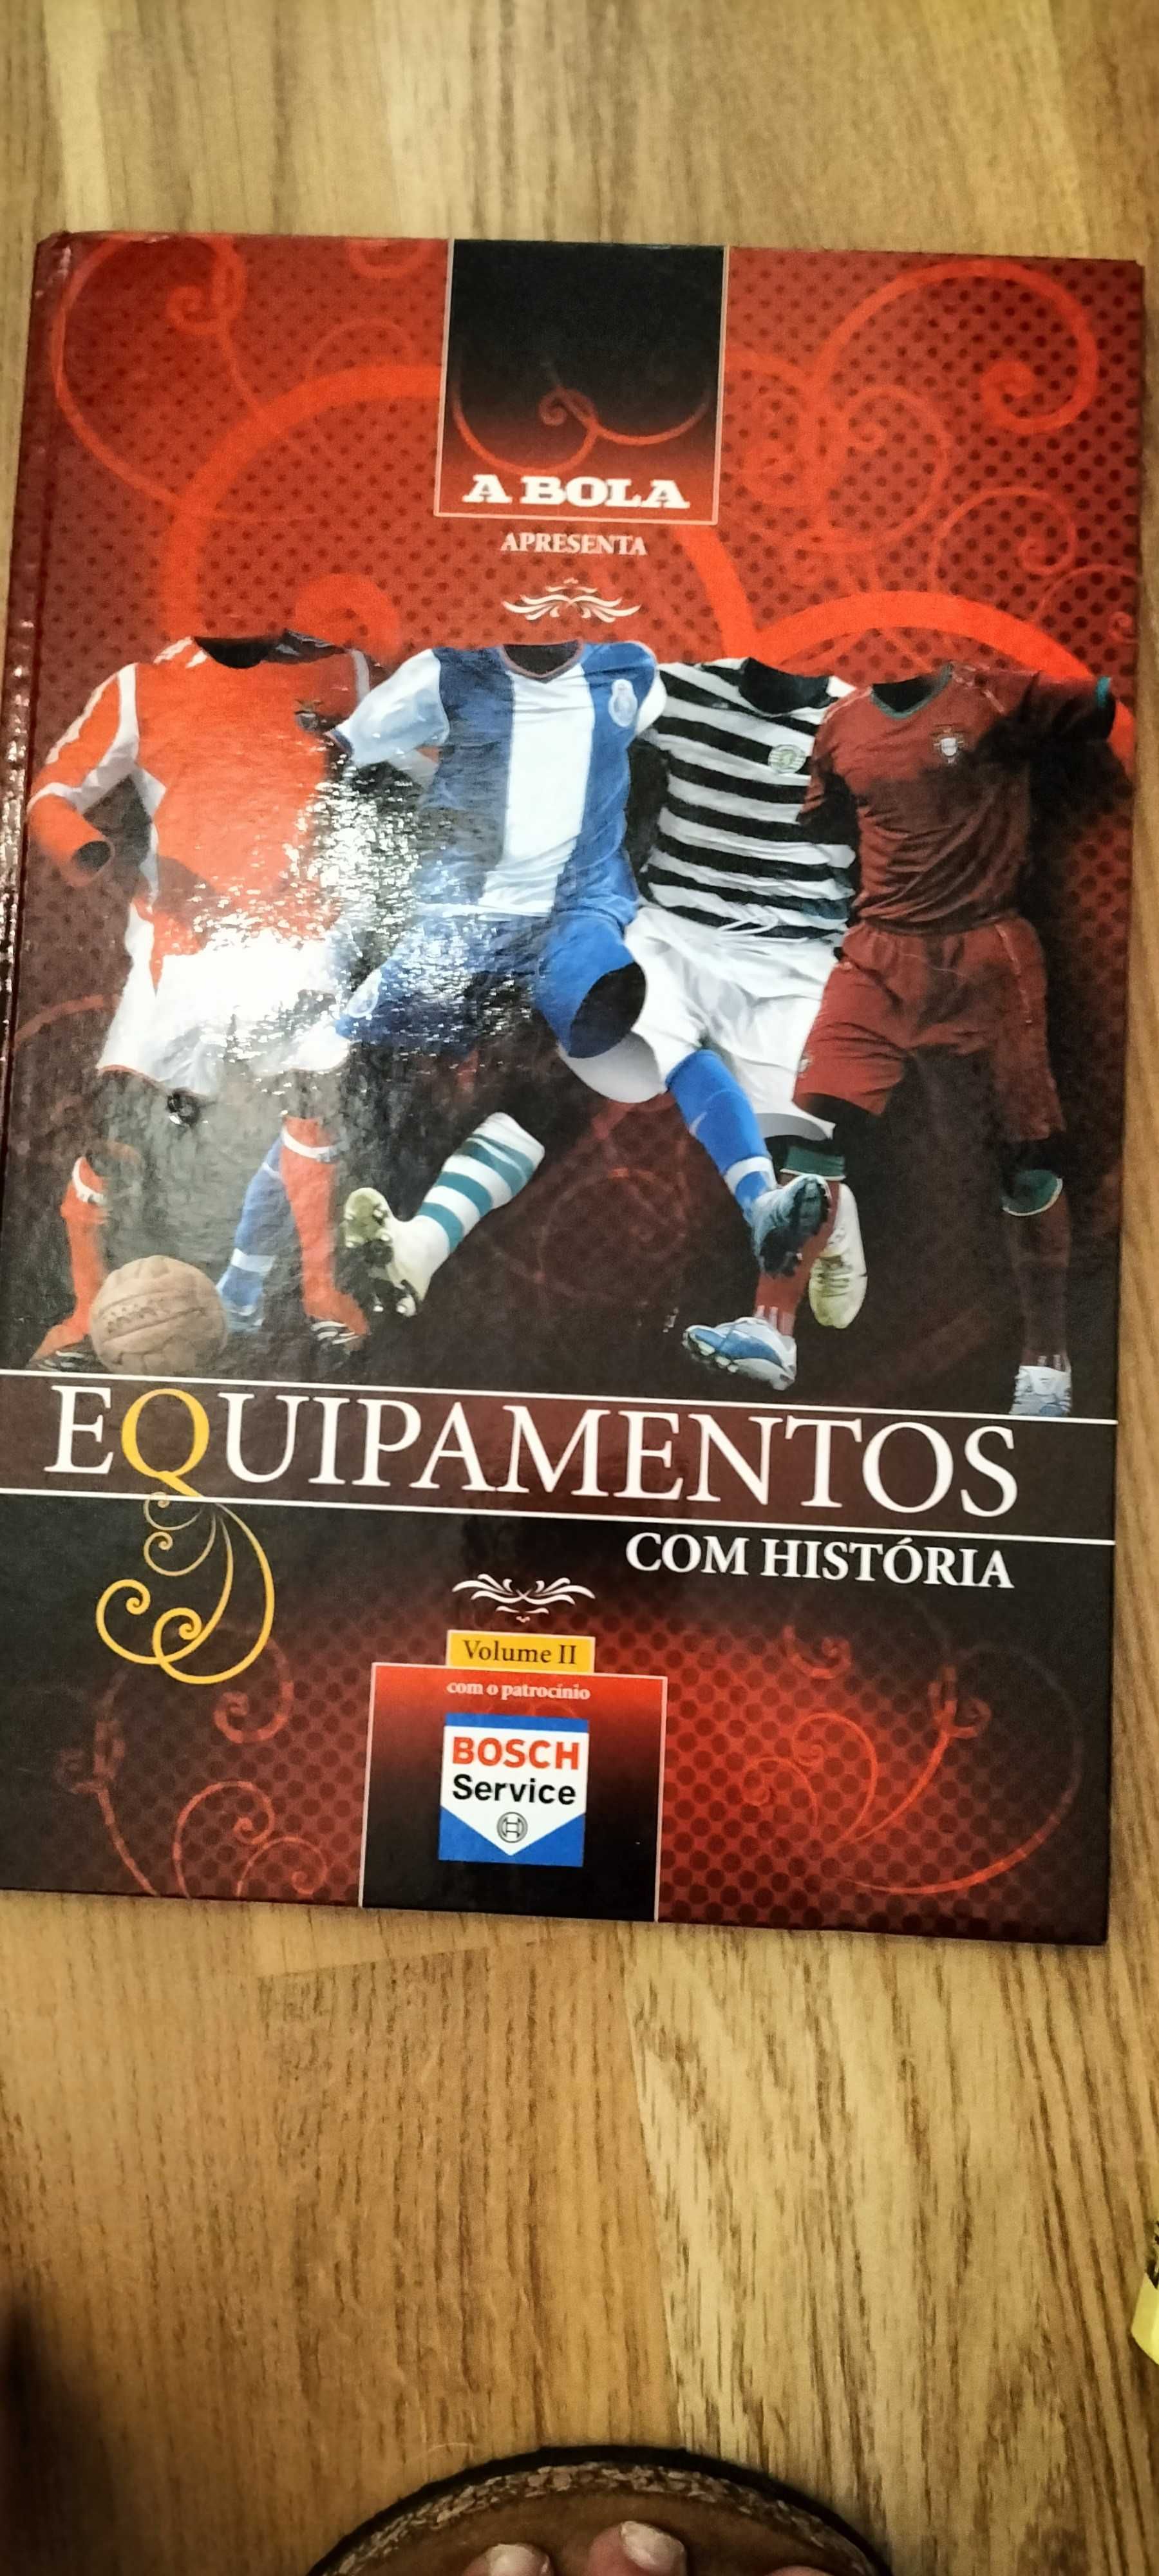 A BOLA
APRESENTA
EQUIPAMENTOS
COM HISTÓRIA
Volume II
com o patrocínio
BOSCH
Service